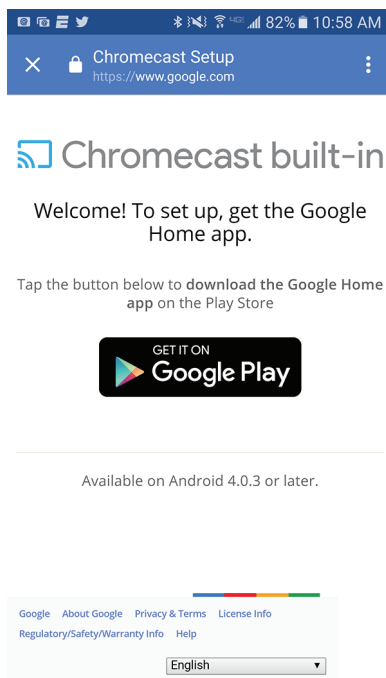 82% 10:58 AM
Chromecast Setup
https://www.google.com
Chromecast built-in
Welcome! To set up, get the Google
Home app.
Tap the button below to download the Google Home
app on the Play Store
GET IT ON
Google Play
Available on Android 4.0.3 or later.
Google About Google Privacy & Terms License Info
Regulatory/Safety/Warranty Info Help
English